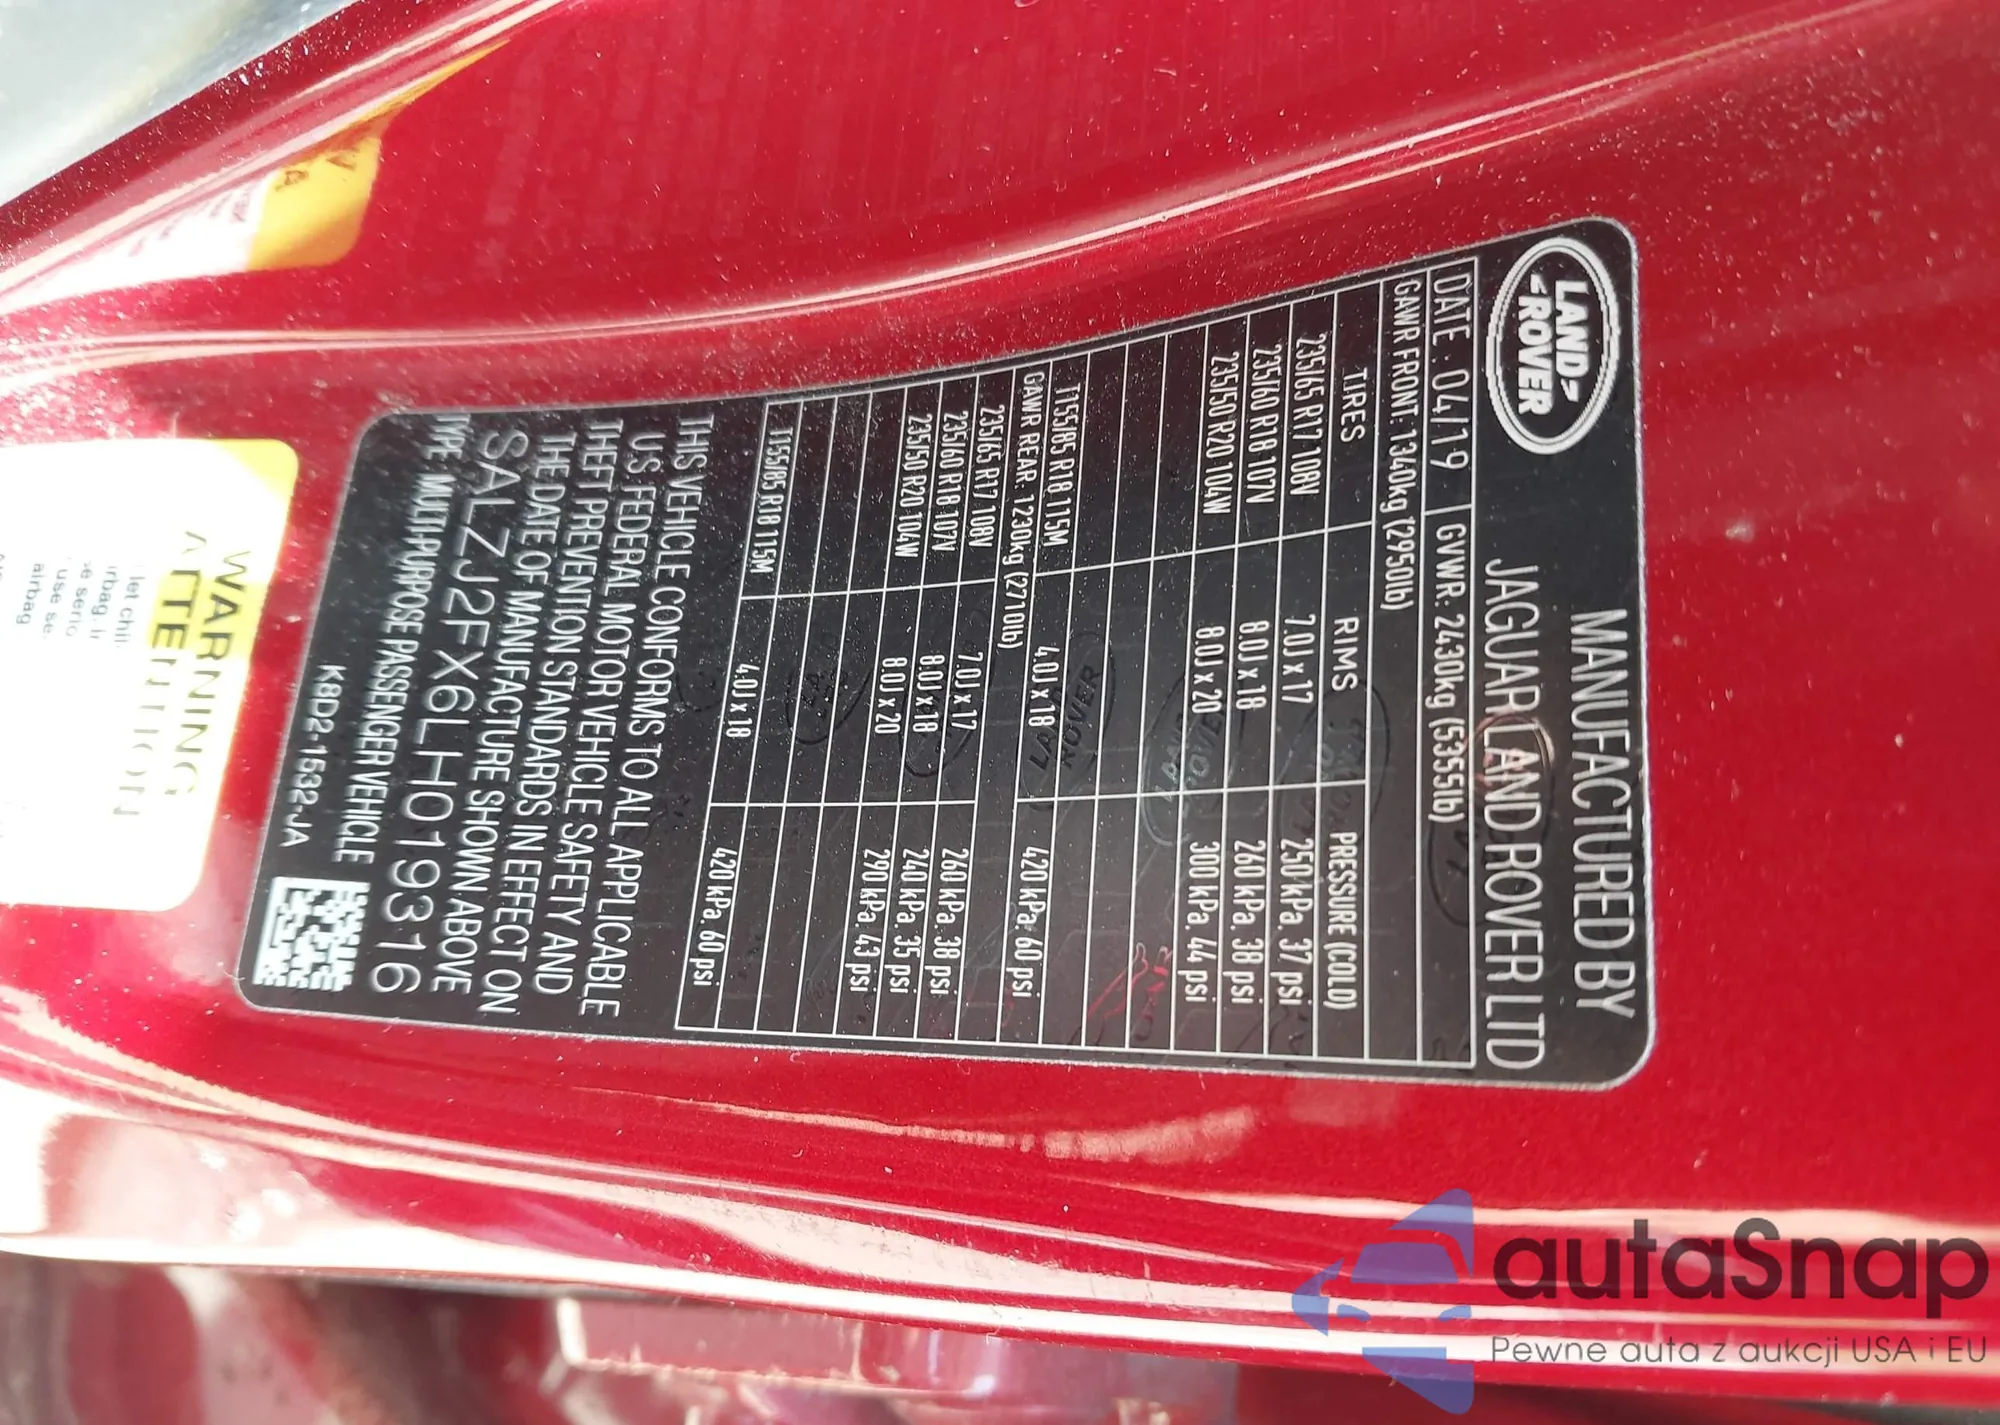 LAND
ROVER
MANUFACTURED BY
JAGUAR LAND ROVER LTD
DATE: 04/19 GVWR: 2430kg (5355lb)
GAWR FRONT: 1340kg (2950lb)
TIRES RIMS PRESSURE (COLD)
235/65 R17 108V 7.0J x 17 250 kPa. 37 psi
235/60 R18 107V 8.0J x 18 260 kPa. 38 psi
235/50 R20 104W 8.0J x 20 300 kPa. 44 psi
T155/85 R18 115M 4.0J x 18 420 kPa. 60 psi
GAWR REAR: 1230kg (2710lb)
235/65 R17 108V 7.0J x 17 260 kPa. 38 psi
235/60 R18 107V 8.0J x 18 240 kPa. 35 psi
235/50 R20 104W 8.0J x 20 290 kPa. 43 psi
T155/85 R18 115M 4.0J x 18 420 kPa. 60 psi
THIS VEHICLE CONFORMS TO ALL APPLICABLE
US FEDERAL MOTOR VEHICLE SAFETY AND
THEFT PREVENTION STANDARDS IN EFFECT ON
THE DATE OF MANUFACTURE SHOWN ABOVE
SALZJ2FX6LH019316
TYPE: MULTI-PURPOSE PASSENGER VEHICLE
K8D2-1532-JA
WARNING
ATTENTION
airbag
autaSnap
Pewne auta z aukcji USA i EU